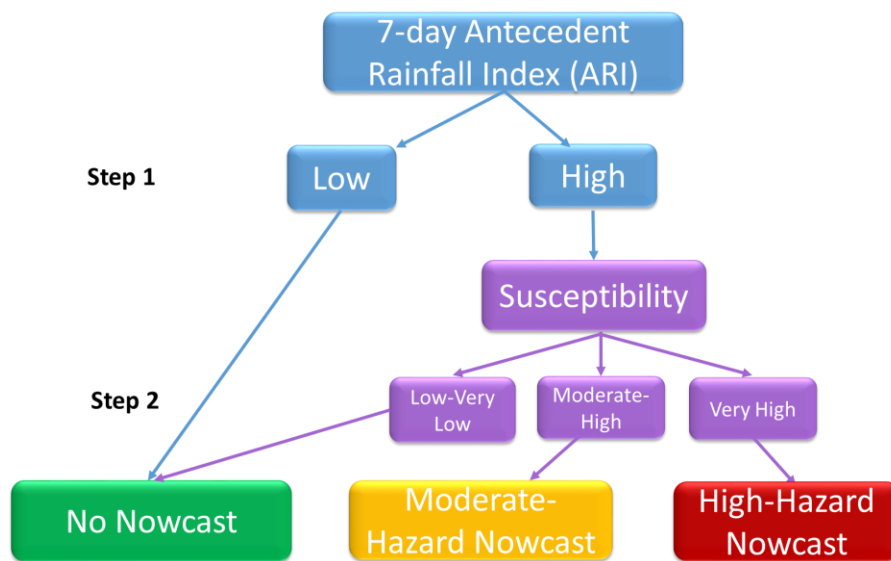 7-day Antecedent
Rainfall Index (ARI)
Step 1
Low
High
Susceptibility
Step 2
Low-Very
Low
Moderate-
High
Very High
No Nowcast
Moderate-
Hazard Nowcast
High-Hazard
Nowcast